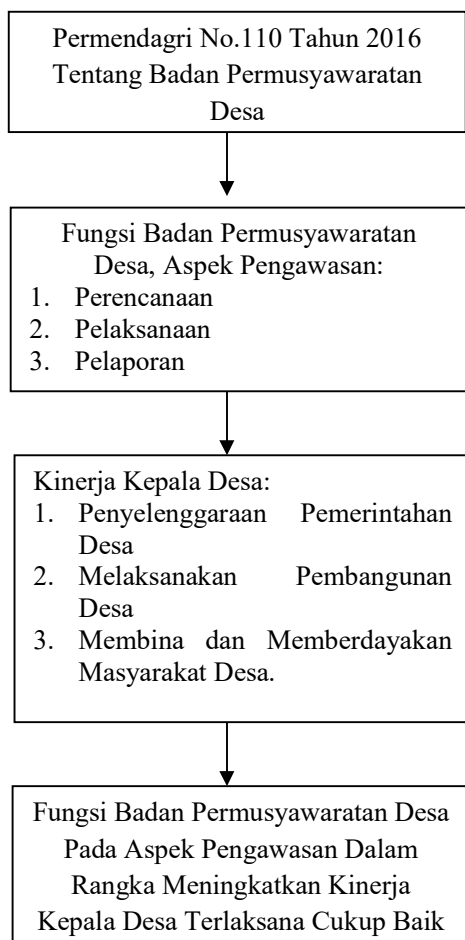 Permendagri No.110 Tahun 2016
Tentang Badan Permusyawaratan
Desa
Fungsi Badan Permusyawaratan
Desa, Aspek Pengawasan:
1. Perencanaan
2. Pelaksanaan
3. Pelaporan
Kinerja Kepala Desa:
1. Penyelenggaraan Pemerintahan
Desa
2. Melaksanakan Pembangunan
Desa
3. Membina dan Memberdayakan
Masyarakat Desa.
Fungsi Badan Permusyawaratan Desa
Pada Aspek Pengawasan Dalam
Rangka Meningkatkan Kinerja
Kepala Desa Terlaksana Cukup Baik